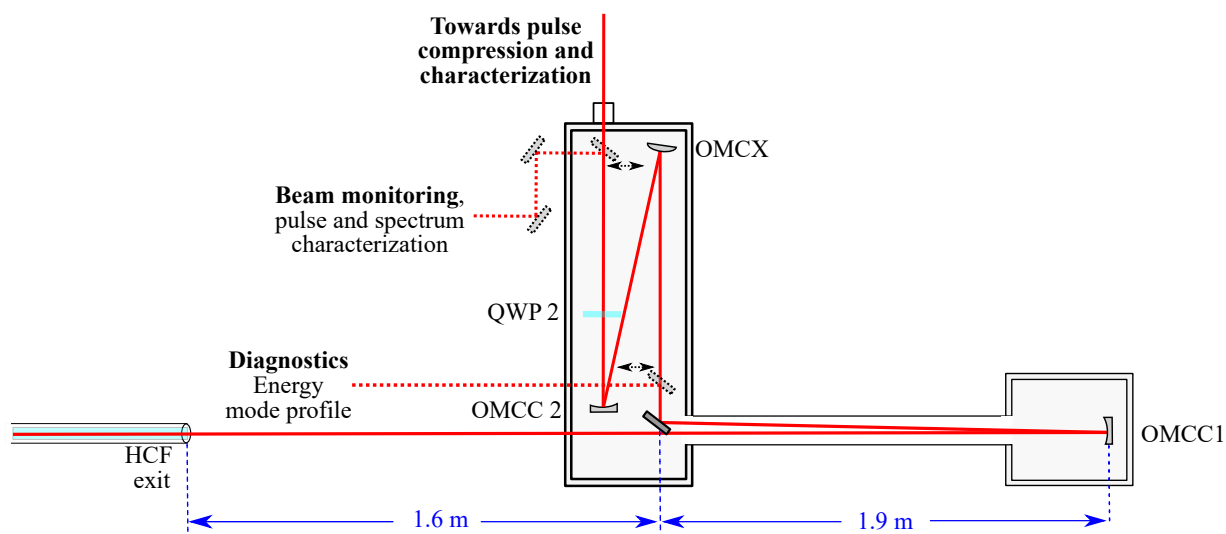 Towards pulse
compression and
characterization
OMCX
Beam monitoring,
pulse and spectrum
characterization
QWP 2
Diagnostics
Energy
mode profile
OMCC 2
HCF
exit
OMCC1
1.6 m
1.9 m